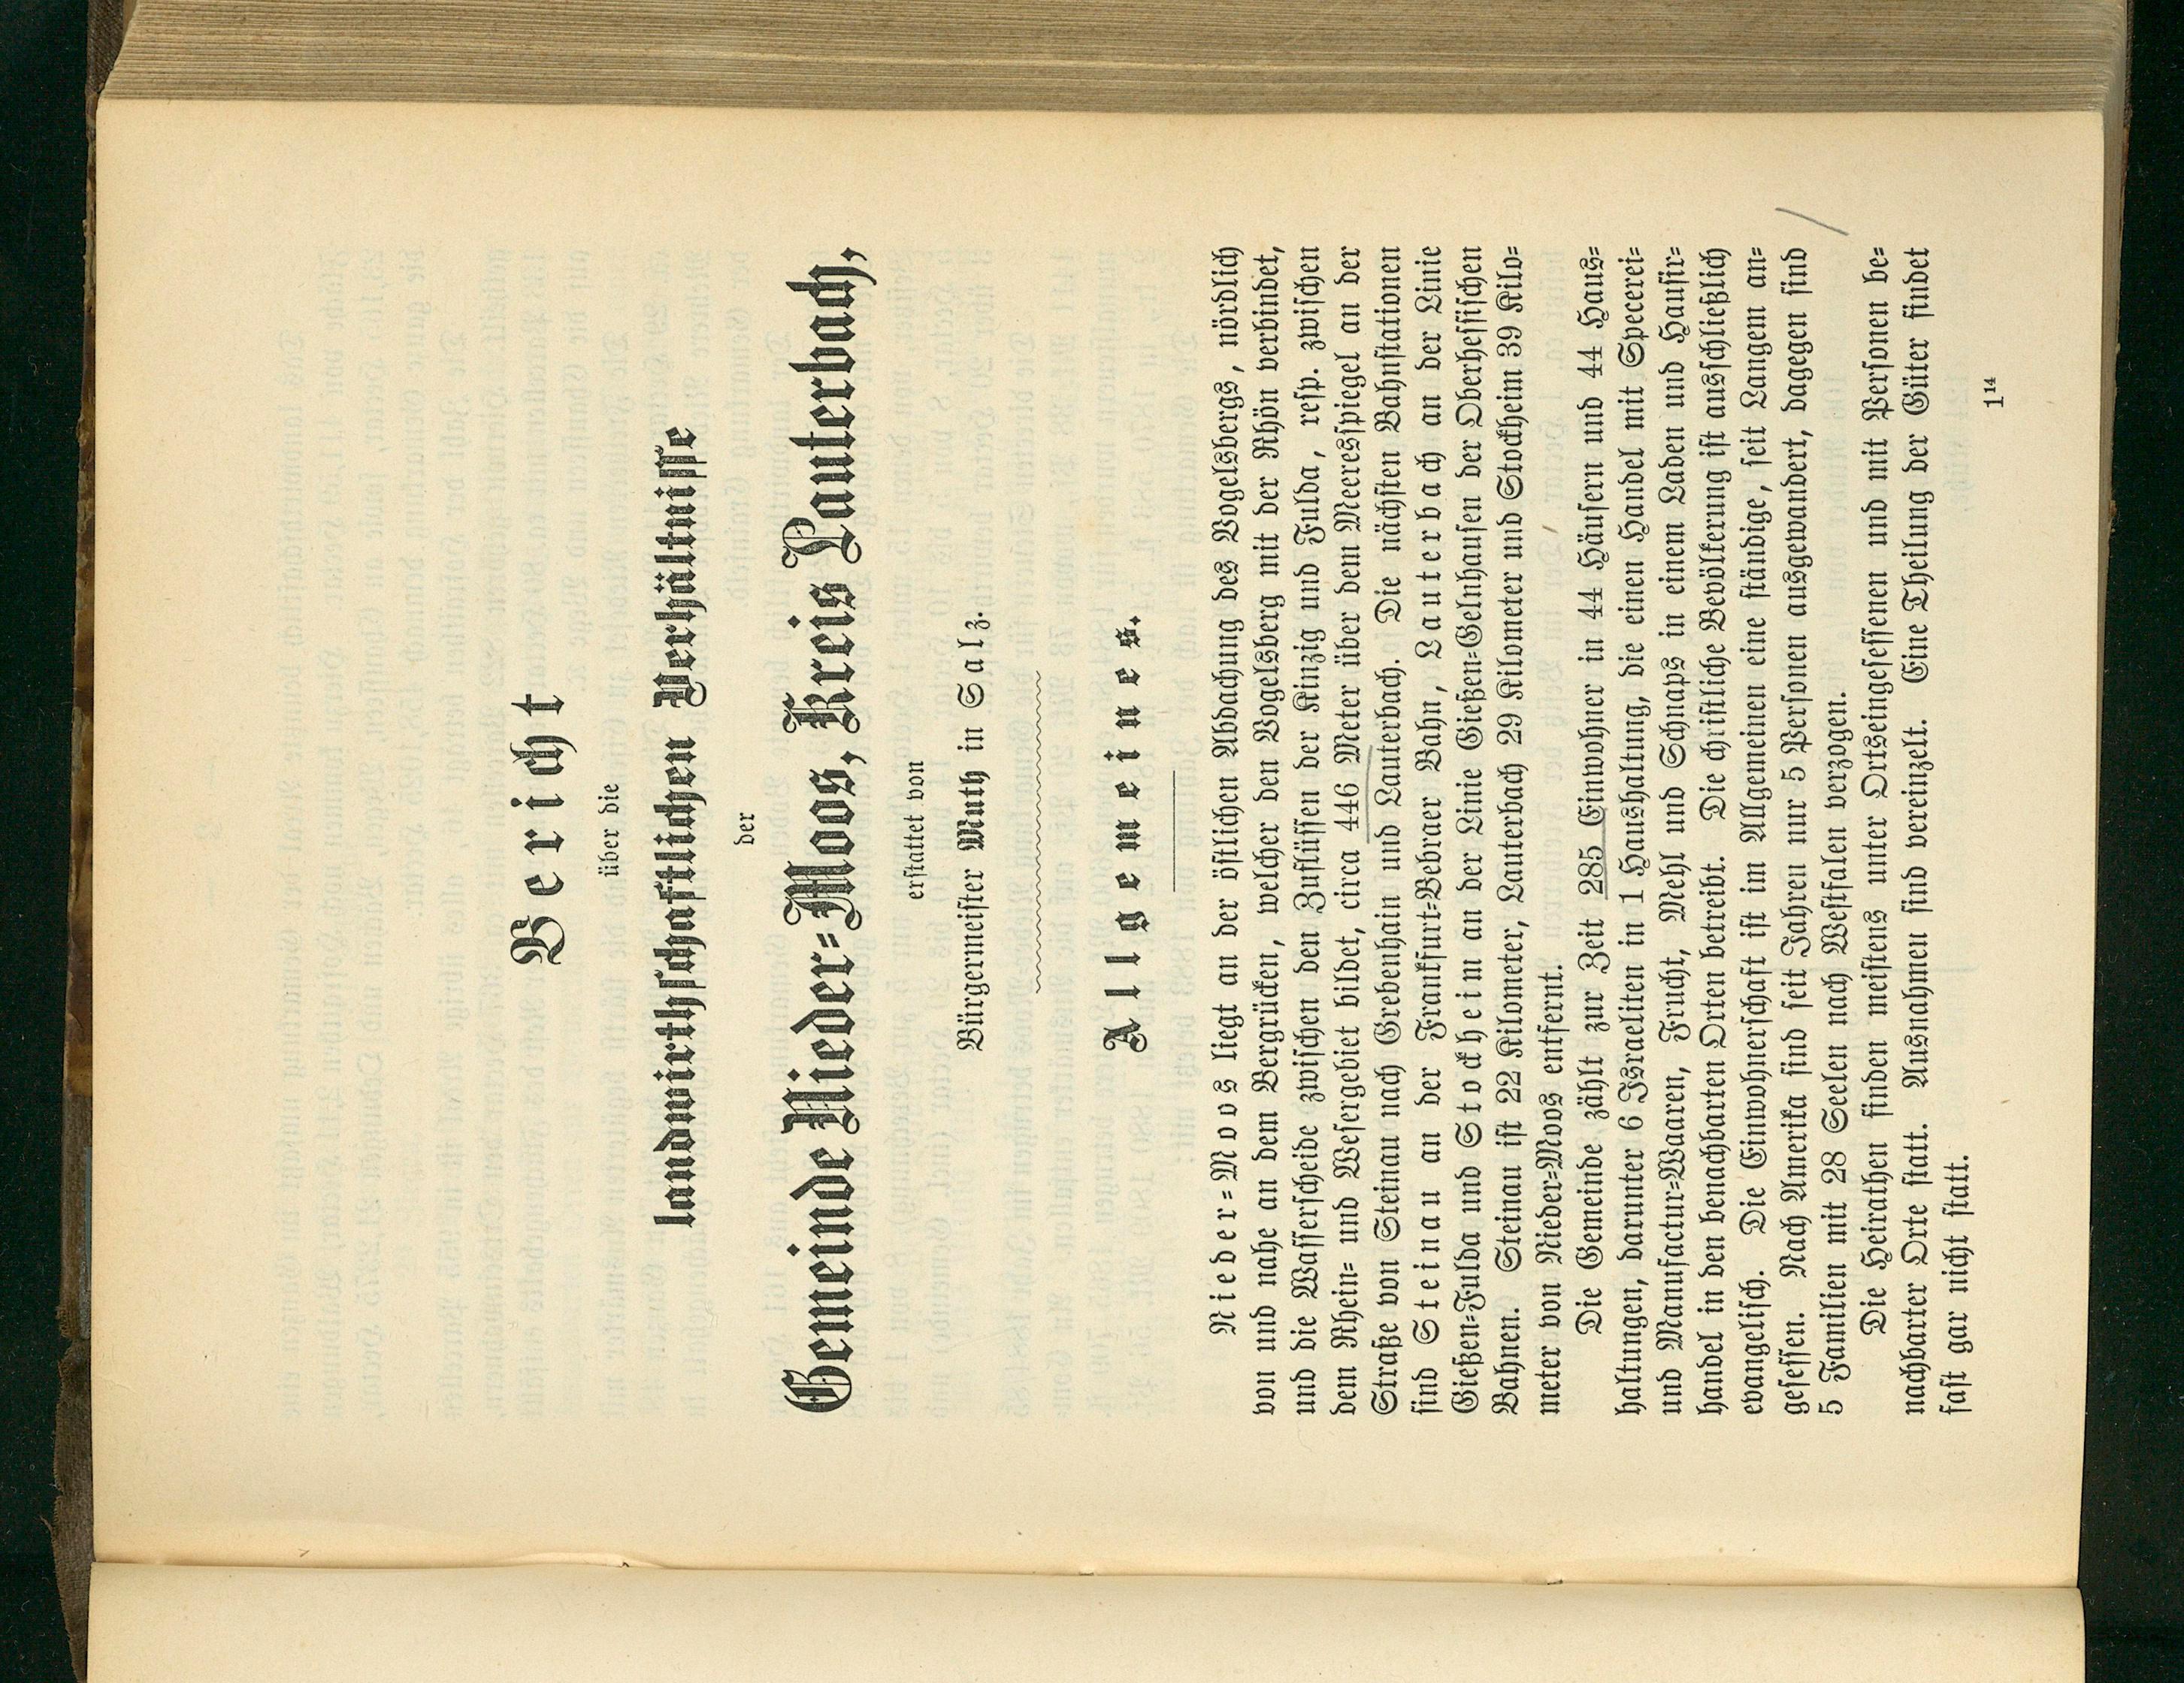 Bericht
über die
landwirthschaftlichen Verhältnisse
der
Gemeinde Nieder=Moos, Kreis Lauterbach,
erstattet von
Bürgermeister Muth in Salz.
Allgemeines.
Nieder=Moos liegt an der östlichen Abdachung des Vogelsbergs, nördlich
von und nahe an dem Bergrücken, welcher den Vogelsberg mit der Rhön verbindet,
und die Wasserscheide zwischen den Zuflüssen der Kinzig und Fulda, resp. zwischen
dem Rhein= und Wesergebiet bildet, circa 446 Meter über dem Meeresspiegel an der
Straße von Steinau nach Grebenhain und Lauterbach. Die nächsten Bahnstationen
sind Steinau an der Frankfurt=Bebraer Bahn, Lauterbach an der Linie
Gießen=Fulda und Stockheim an der Linie Gießen=Gelnhausen der Oberhessischen
Bahnen. Steinau ist 22 Kilometer, Lauterbach 29 Kilometer und Stockheim 39 Kilo=
meter von Nieder=Moos entfernt.
Die Gemeinde zählt zur Zeit 285 Einwohner in 44 Häusern und 44 Haus=
haltungen, darunter 6 Israeliten in 1 Haushaltung, die einen Handel mit Specerei=
und Manufactur=Waaren, Frucht, Mehl und Schnaps in einem Laden und Hausir=
handel in den benachbarten Orten betreibt. Die christliche Bevölkerung ist ausschließlich
evangelisch. Die Einwohnerschaft ist im Allgemeinen eine ständige, seit Langem an=
gesessen. Nach Amerika sind seit Jahren nur 5 Personen ausgewandert, dagegen sind
5 Familien mit 28 Seelen nach Westfalen verzogen.
Die Heirathen finden meistens unter Ortseingesessenen und mit Personen be=
nachbarter Orte statt. Ausnahmen sind vereinzelt. Eine Theilung der Güter findet
fast gar nicht statt.
1¹⁴